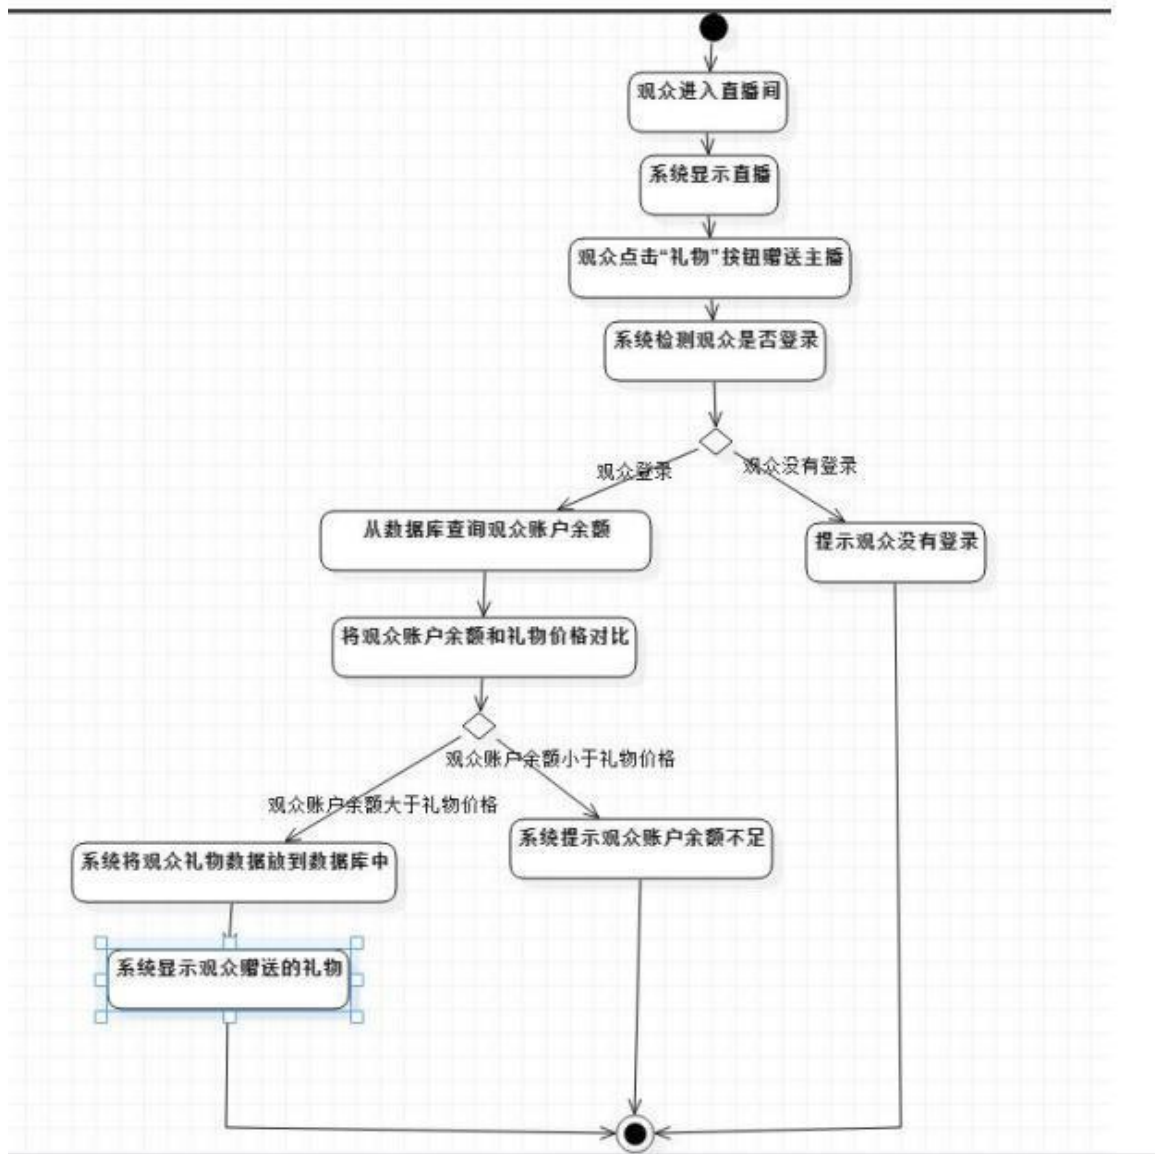 观众进入直播间
系统显示直播
观众点击“礼物”按钮赠送主播
系统检测观众是否登录
观众登录
观众没有登录
从数据库查询观众账户余额
提示观众没有登录
将观众账户余额和礼物价格对比
观众账户余额小于礼物价格
观众账户余额大于礼物价格
系统提示观众账户余额不足
系统将观众礼物数据放到数据库中
系统显示观众赠送的礼物